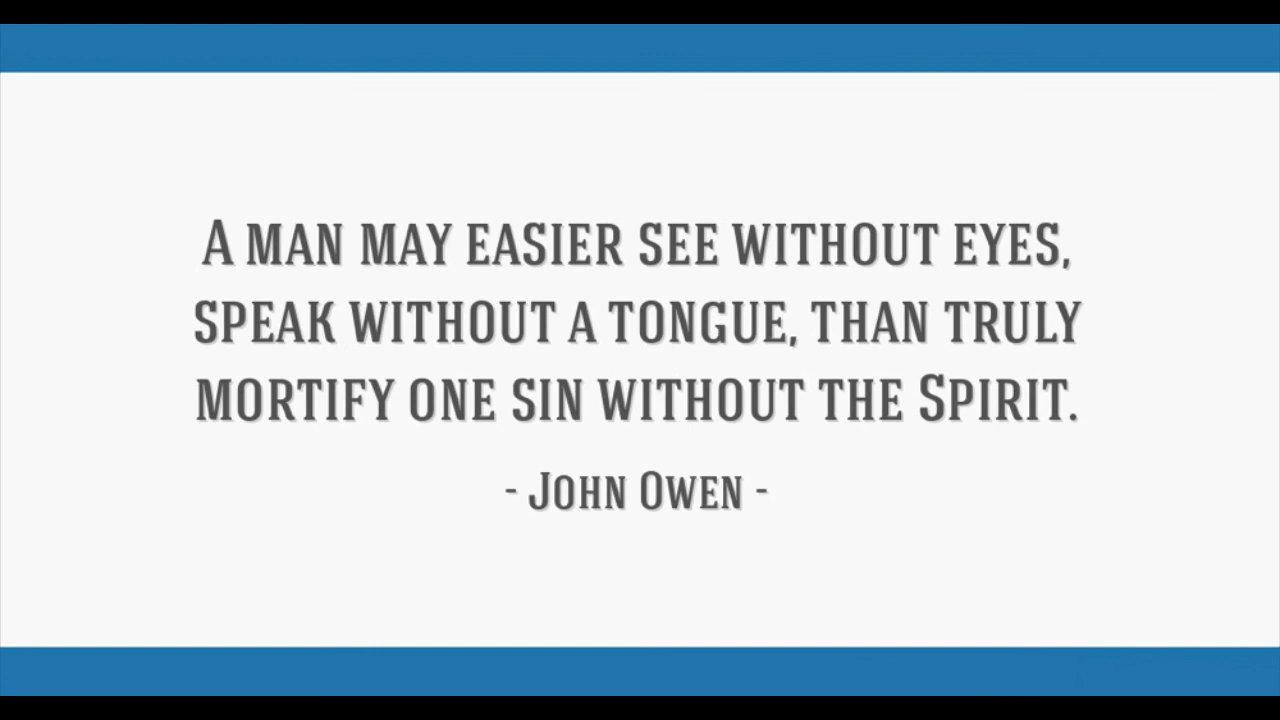 A man may easier see without eyes,
speak without a tongue, than truly
mortify one sin without the Spirit.
- John Owen -